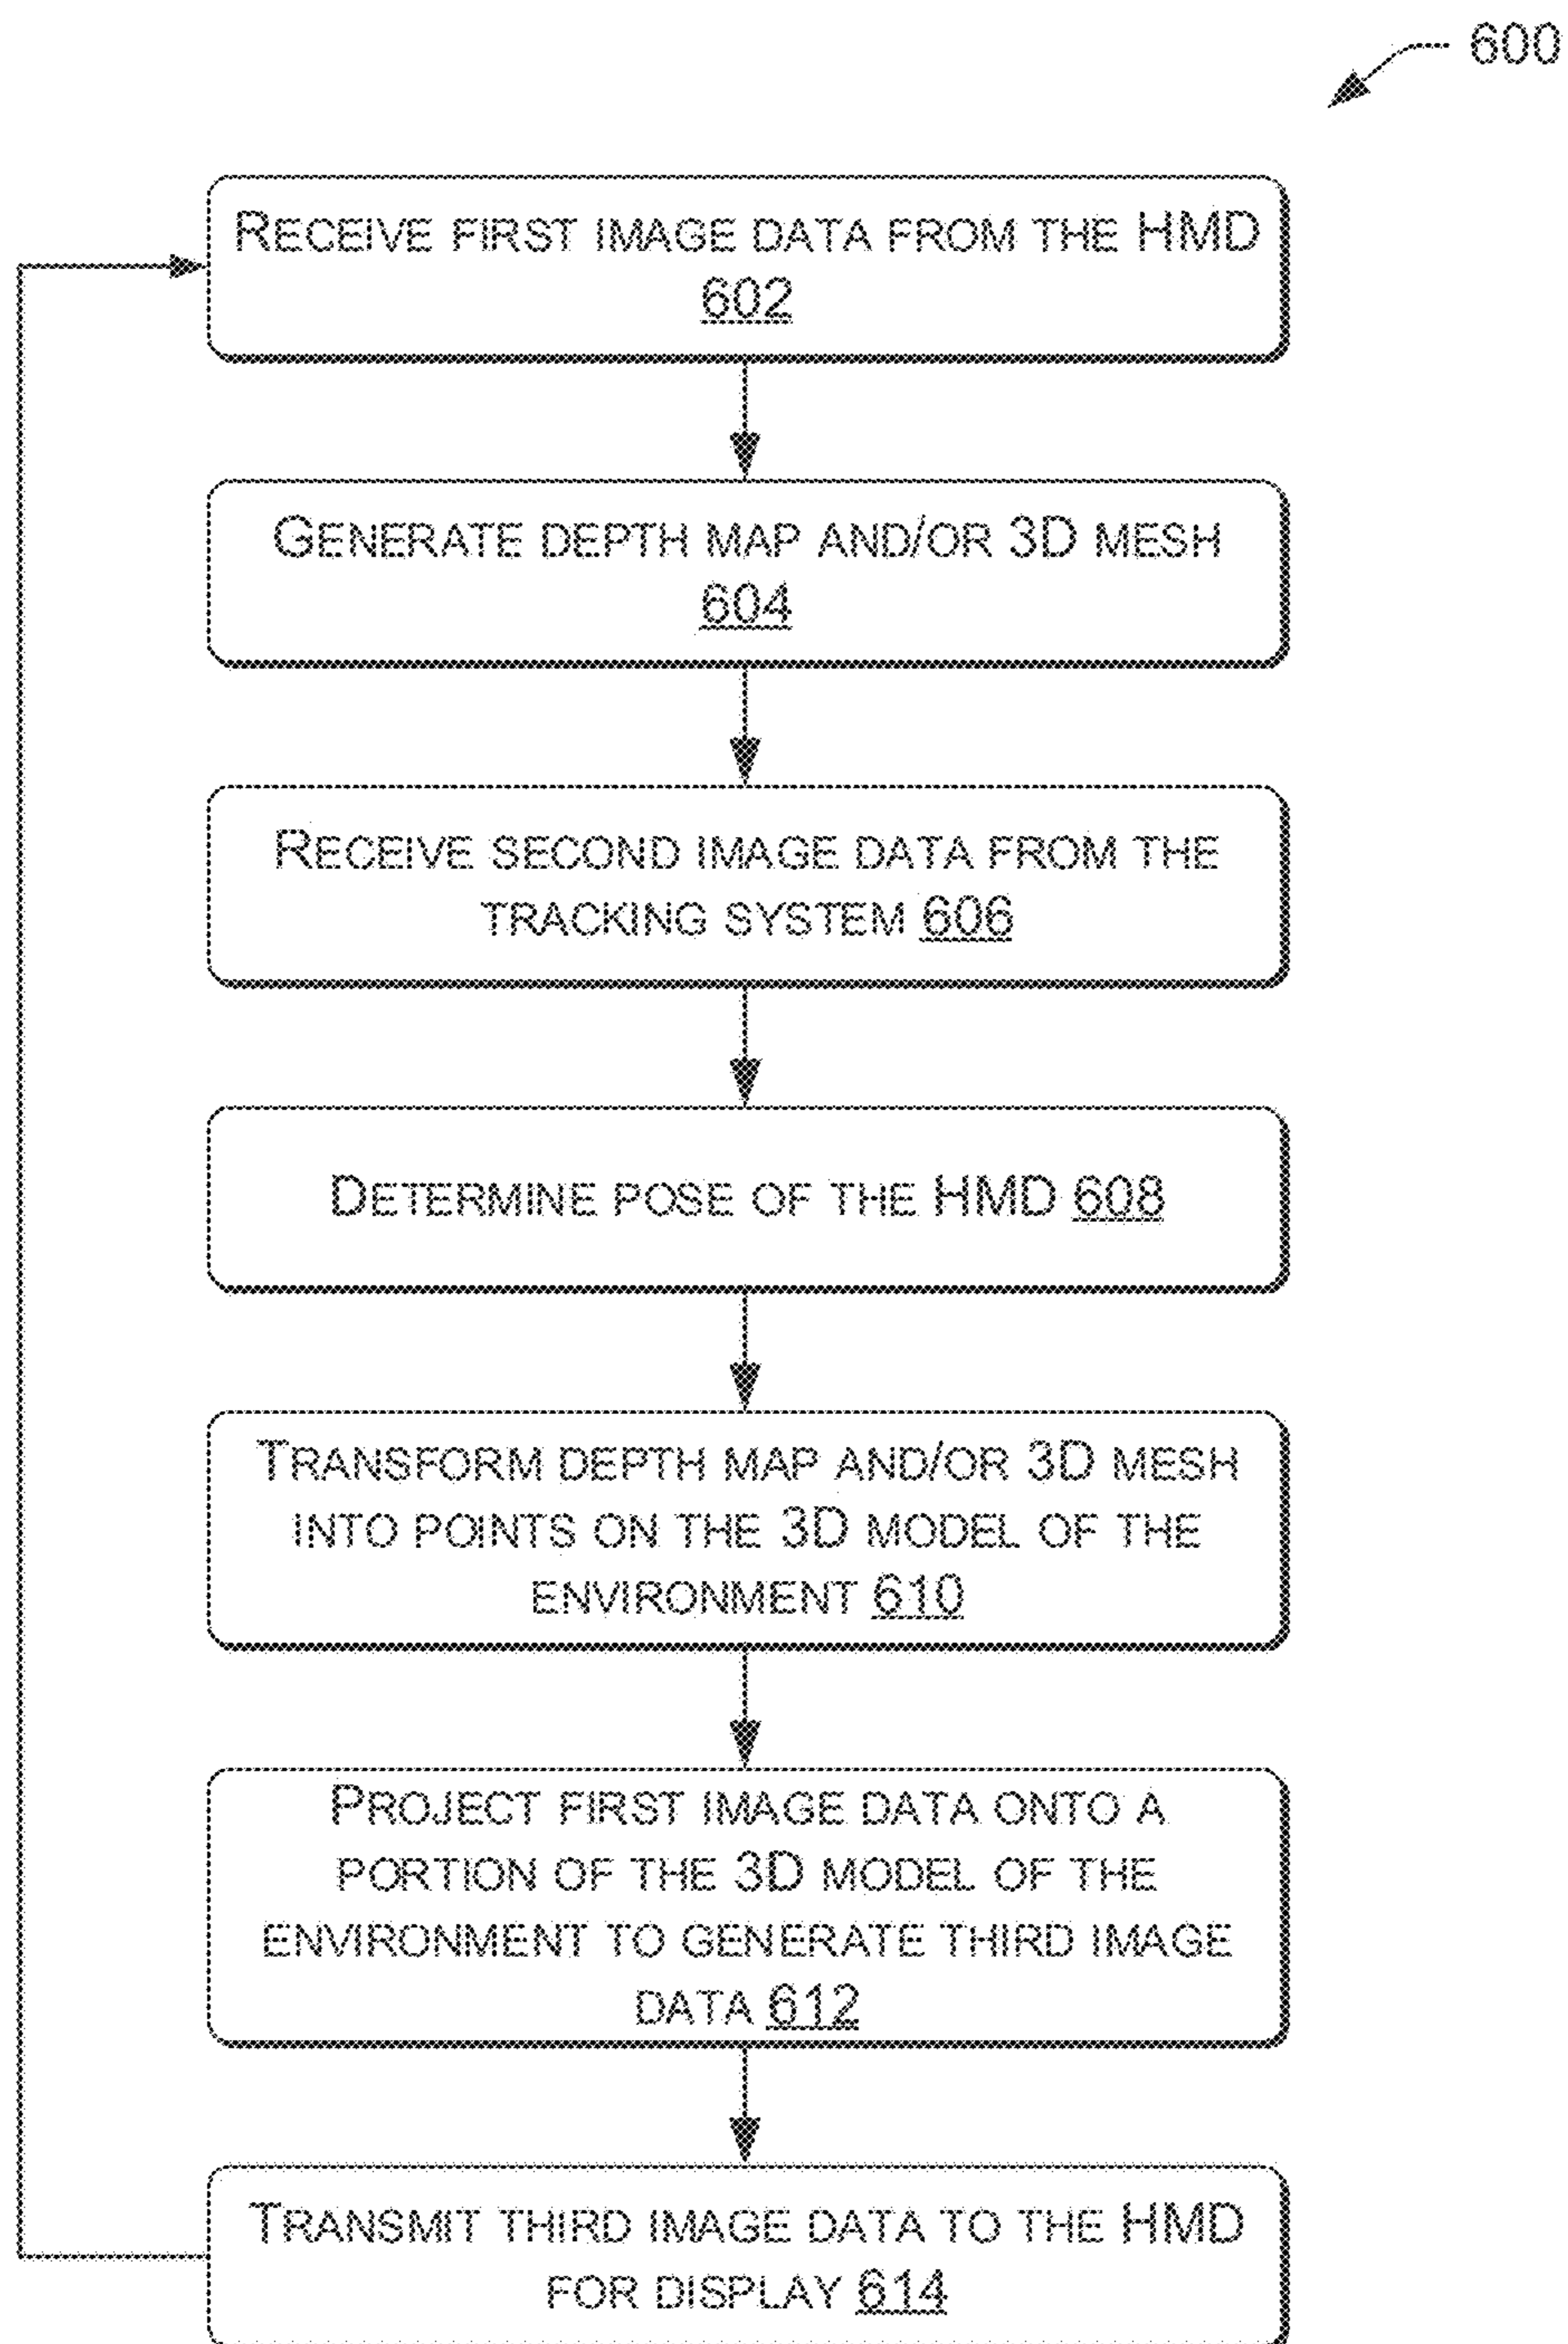 600
RECEIVE FIRST IMAGE DATA FROM THE HMD
602
GENERATE DEPTH MAP AND/OR 3D MESH
604
RECEIVE SECOND IMAGE DATA FROM THE
TRACKING SYSTEM 606
DETERMINE POSE OF THE HMD 608
TRANSFORM DEPTH MAP AND/OR 3D MESH
INTO POINTS ON THE 3D MODEL OF THE
ENVIRONMENT 610
PROJECT FIRST IMAGE DATA ONTO A
PORTION OF THE 3D MODEL OF THE
ENVIRONMENT TO GENERATE THIRD IMAGE
DATA 612
TRANSMIT THIRD IMAGE DATA TO THE HMD
FOR DISPLAY 614